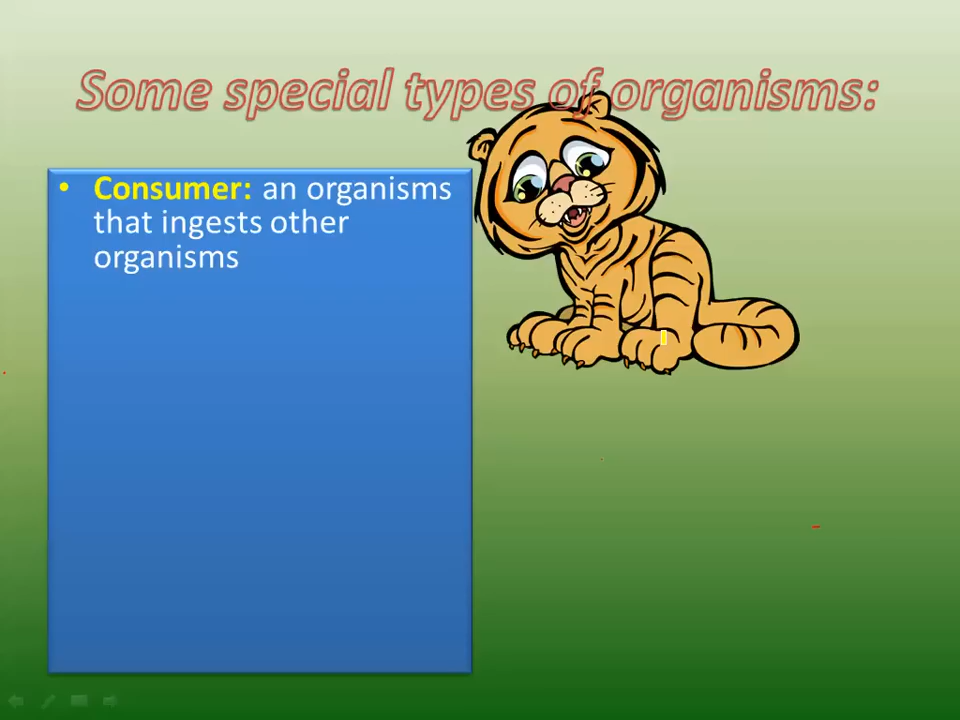 Some special types of organisms:
• Consumer: an organisms
that ingests other
organisms